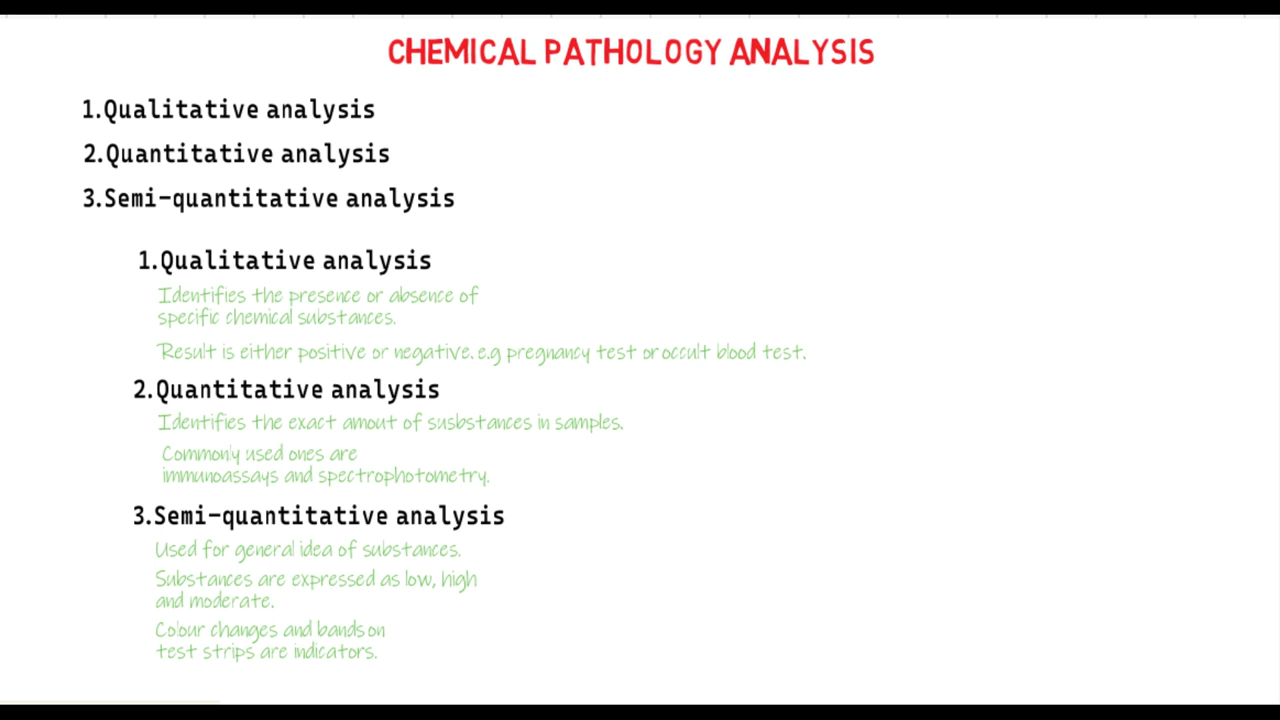 CHEMICAL PATHOLOGY ANALYSIS
1.Qualitative analysis
2.Quantitative analysis
3.Semi-quantitative analysis
1.Qualitative analysis
Identifies the presence or absence of
specific chemical substances.
Result is either positive or negative. e.g pregnancy test or occult blood test.
2.Quantitative analysis
Identifies the exact amout of susbstances in samples.
Commonly used ones are
immunoassays and spectrophotometry.
3.Semi-quantitative analysis
Used for general idea of substances.
Substances are expressed as low, high
and moderate.
Colour changes and bands on
test strips are indicators.